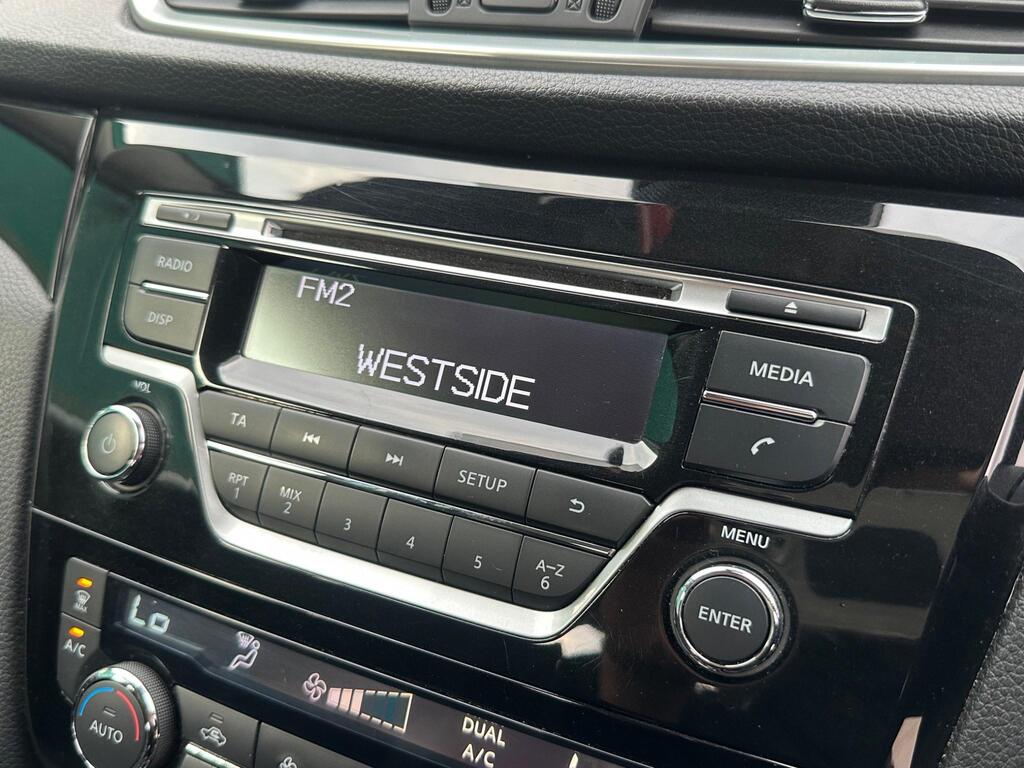 RADIO
DISP
FM2
WESTSIDE
MEDIA
VOL
TA
SETUP
RPT
1
MIX
2
3
4
5
A-Z
6
MENU
ENTER
MAX
A/C
Lo
AUTO
DUAL
A/C